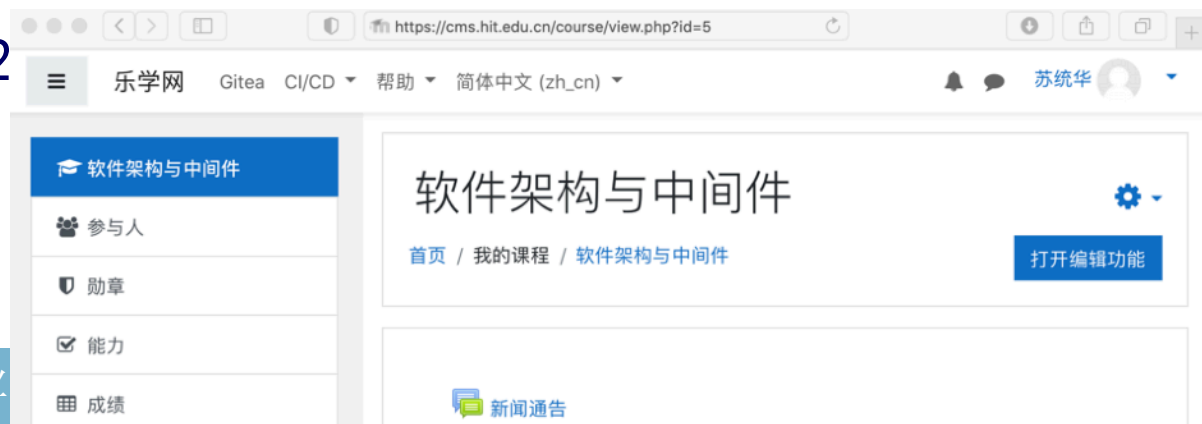 https://cms.hit.edu.cn/course/view.php?id=5
2
乐学网 Gitea CI/CD 帮助 简体中文 (zh_cn) 苏统华
软件架构与中间件
参与人
勋章
能力
成绩
软件架构与中间件
首页 / 我的课程 / 软件架构与中间件
打开编辑功能
新闻通告